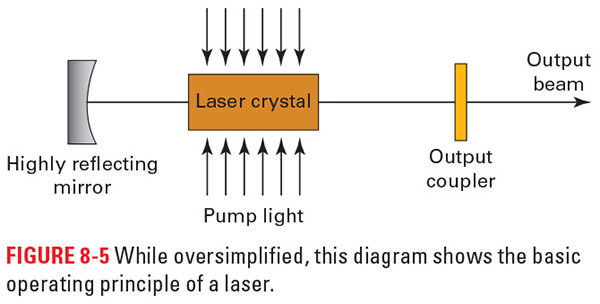 Output
beam
Laser crystal
Highly reflecting
mirror
Output
coupler
Pump light
FIGURE 8-5 While oversimplified, this diagram shows the basic
operating principle of a laser.